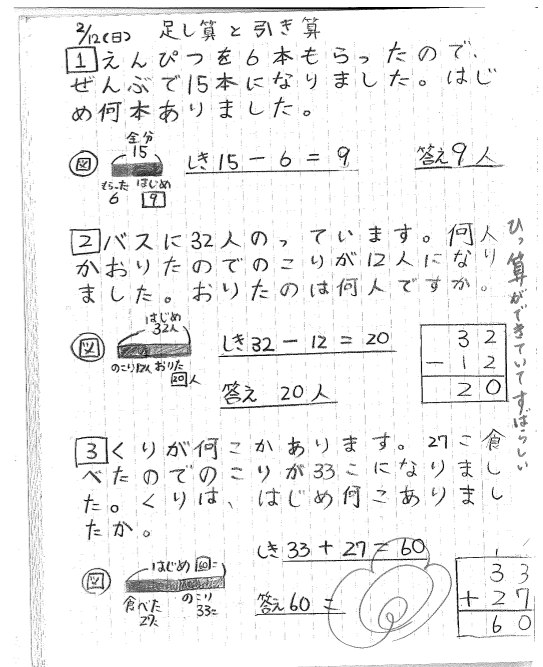 2/12(日) 足し算と引き算
1 えんぴつを6本もらったので、
ぜんぶで15本になりました。はじ
め何本ありました。
図 全分
15
もらった はじめ
6 9
しき15－6＝9 答え9人
2 バスに32人のっています。何人
かおりたのでのこりが12人になり
ました。おりたのは何人ですか。
図 はじめ
32人
のこり12人 おりた
20人
しき32－12＝20
答え 20人
32
－12
20
ひっ算ができていてすばらしい
3 くりが何こかあります。27こ食
べたのでのこりが33こになりまし
た。くりは、はじめ何こありまし
たか。
図 はじめ60こ
食べた のこり
27こ 33こ
しき33＋27＝60
答え60こ
1
33
＋27
60